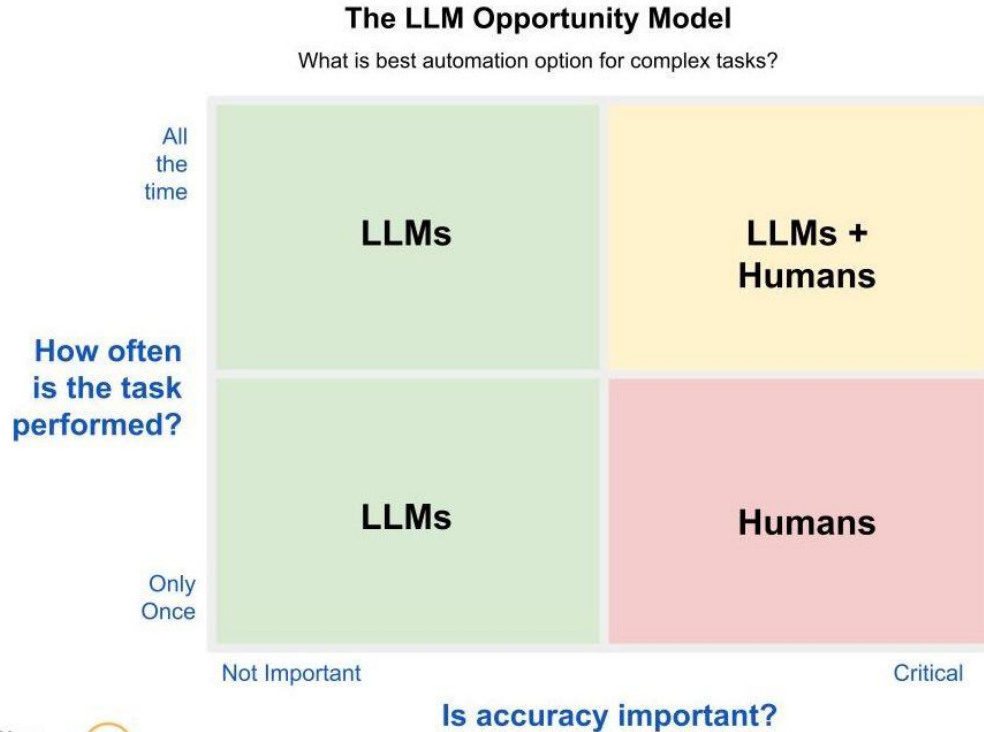 The LLM Opportunity Model
What is best automation option for complex tasks?
All
the
time
LLMs
LLMs +
Humans
How often
is the task
performed?
LLMs
Humans
Only
Once
Not Important
Critical
Is accuracy important?